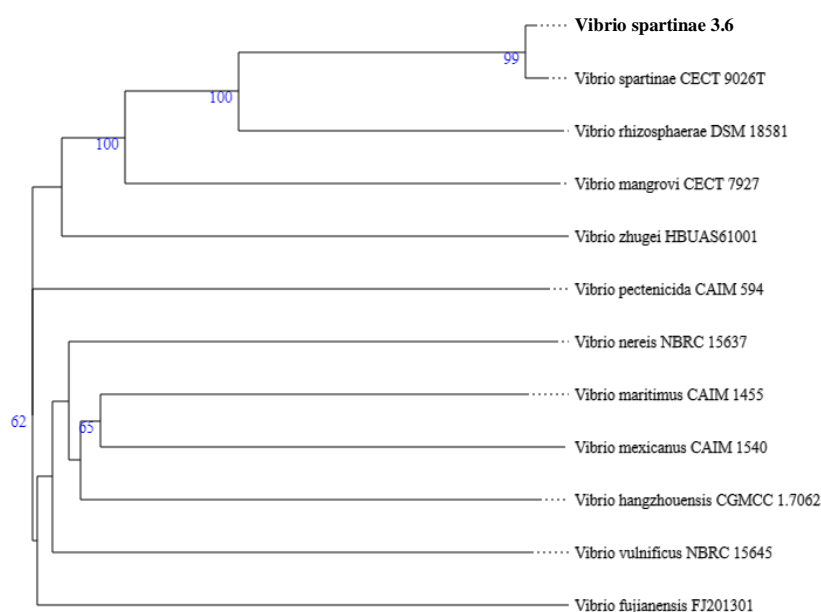 Vibrio spartinae 3.6
99
Vibrio spartinae CECT 9026T
100
Vibrio rhizosphaerae DSM 18581
100
Vibrio mangrovi CECT 7927
Vibrio zhugei HBUAS61001
Vibrio pectenicida CAIM 594
Vibrio nereis NBRC 15637
Vibrio maritimus CAIM 1455
62
65
Vibrio mexicanus CAIM 1540
Vibrio hangzhouensis CGMCC 1.7062
Vibrio vulnificus NBRC 15645
Vibrio fujianensis FJ201301